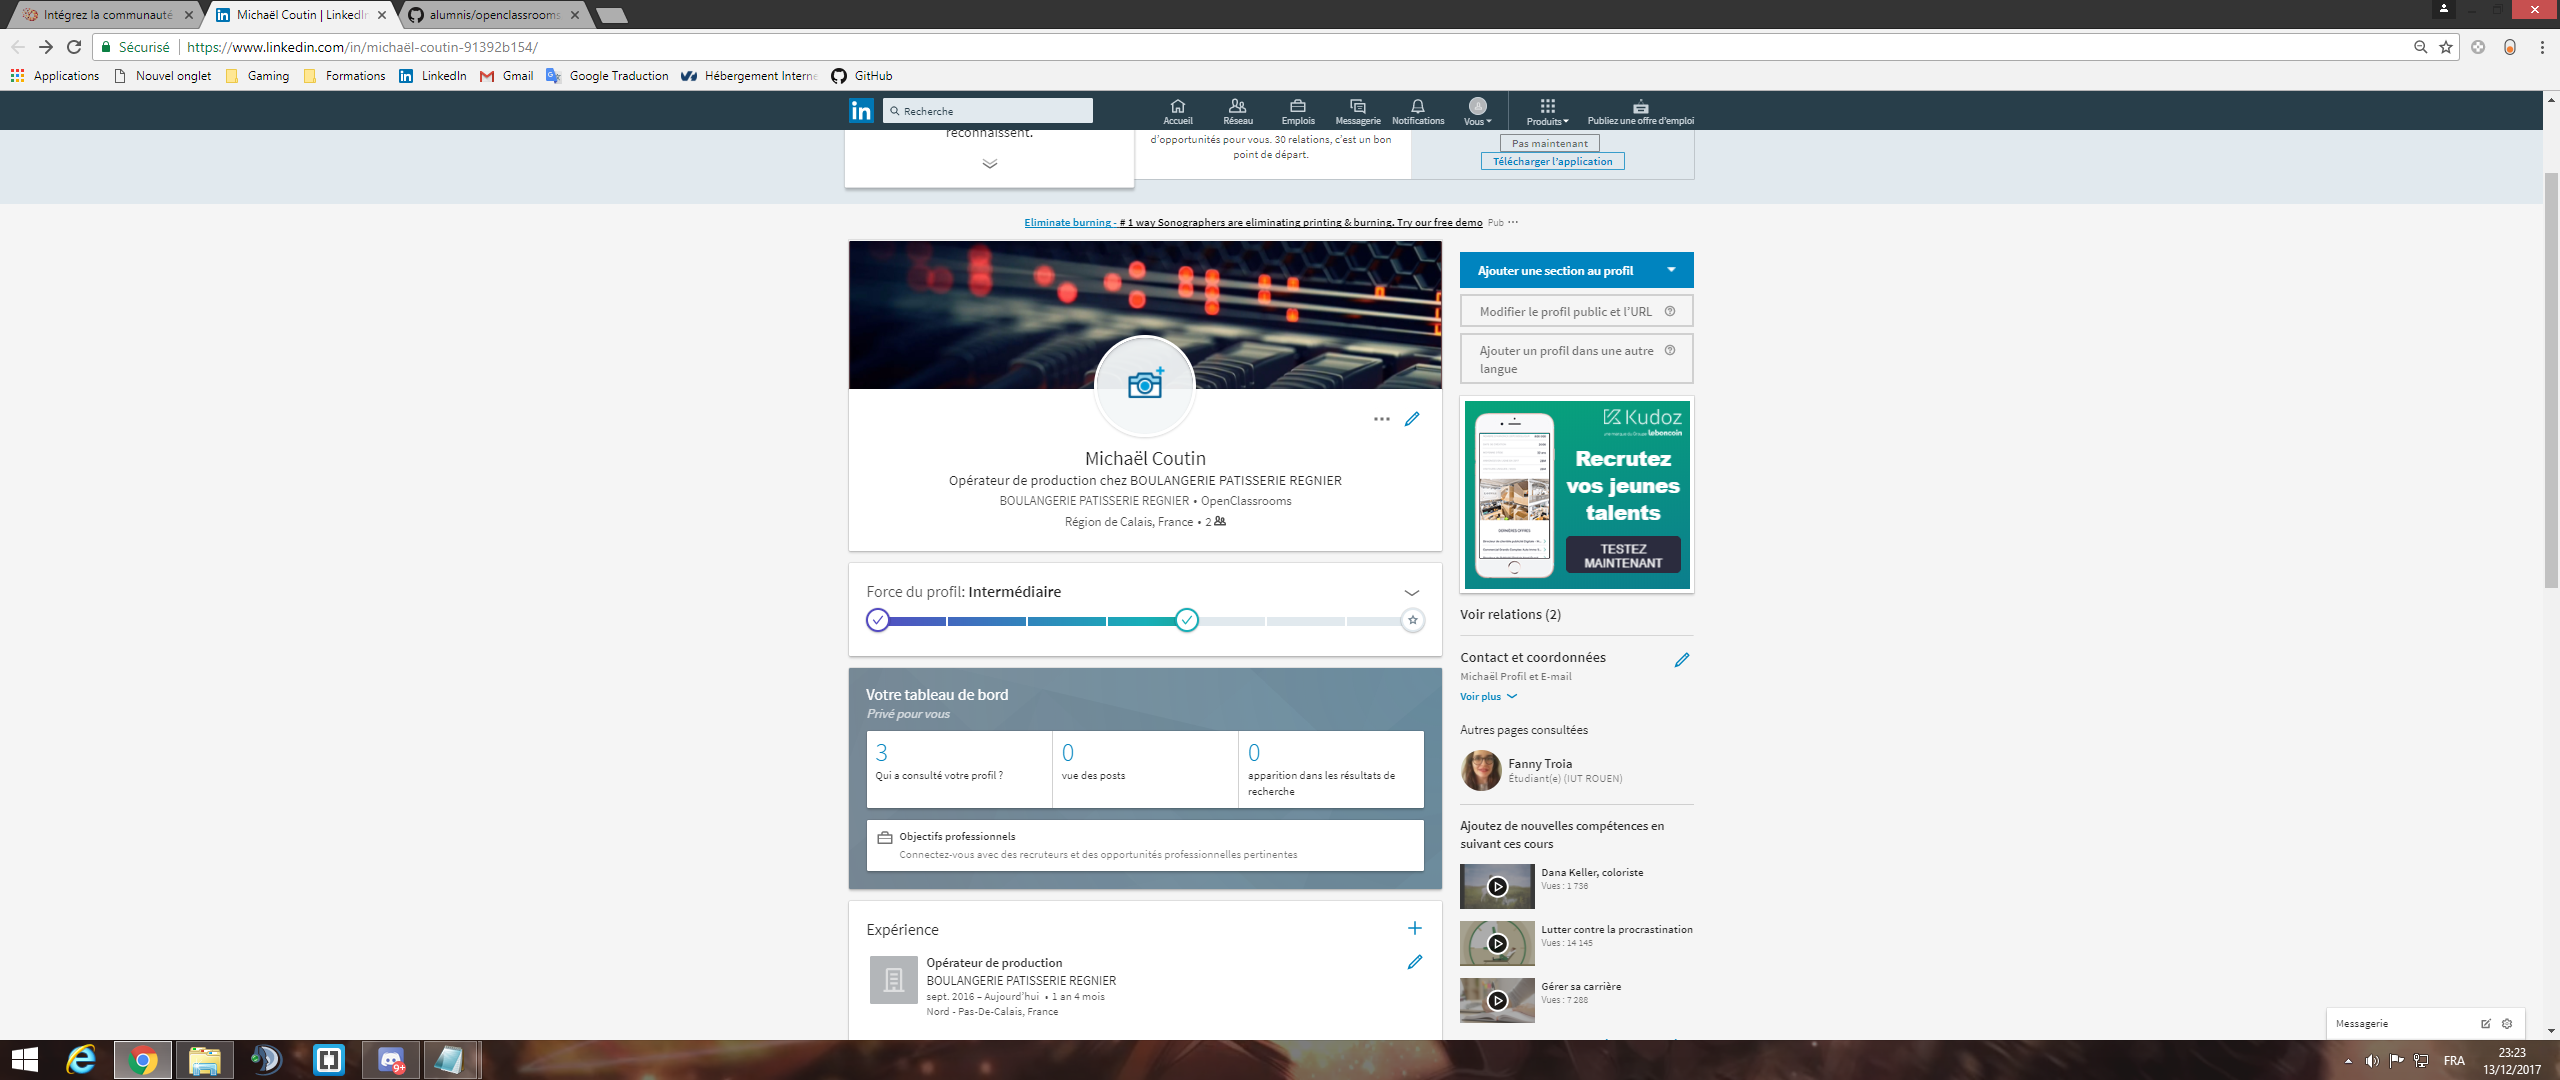 Intégrez la communauté
Michaël Coutin | LinkedIn
alumnis/openclassrooms
Sécurisé
https://www.linkedin.com/in/michaël-coutin-91392b154/
Applications
Nouvel onglet
Gaming
Formations
LinkedIn
Gmail
Google Traduction
Hébergement Interne
GitHub
in
Recherche
Accueil
Réseau
Emplois
Messagerie
Notifications
Vous
Produits
Publiez une offre d'emploi
reconnaissent.
d'opportunités pour vous. 30 relations, c'est un bon
point de départ.
Pas maintenant
Télécharger l'application
Eliminate burning - # 1 way Sonographers are eliminating printing & burning. Try our free demo Pub ···
Michaël Coutin
Opérateur de production chez BOULANGERIE PATISSERIE REGNIER
BOULANGERIE PATISSERIE REGNIER • OpenClassrooms
Région de Calais, France • 2
Force du profil: Intermédiaire
Votre tableau de bord
Privé pour vous
3
Qui a consulté votre profil ?
0
vue des posts
0
apparition dans les résultats de
recherche
Objectifs professionnels
Connectez-vous avec des recruteurs et des opportunités professionnelles pertinentes
Expérience
Opérateur de production
BOULANGERIE PATISSERIE REGNIER
sept. 2016 – Aujourd'hui • 1 an 4 mois
Nord - Pas-De-Calais, France
Ajouter une section au profil
Modifier le profil public et l'URL
Ajouter un profil dans une autre
langue
Kudoz
leboncoin
Recrutez
vos jeunes
talents
TESTEZ
MAINTENANT
Voir relations (2)
Contact et coordonnées
Michaël Profil et E-mail
Voir plus
Autres pages consultées
Fanny Troia
Étudiant(e) (IUT ROUEN)
Ajoutez de nouvelles compétences en
suivant ces cours
Dana Keller, coloriste
Vues : 1 736
Lutter contre la procrastination
Vues : 14 145
Gérer sa carrière
Vues : 7 288
Messagerie
9+
FRA
23:23
13/12/2017